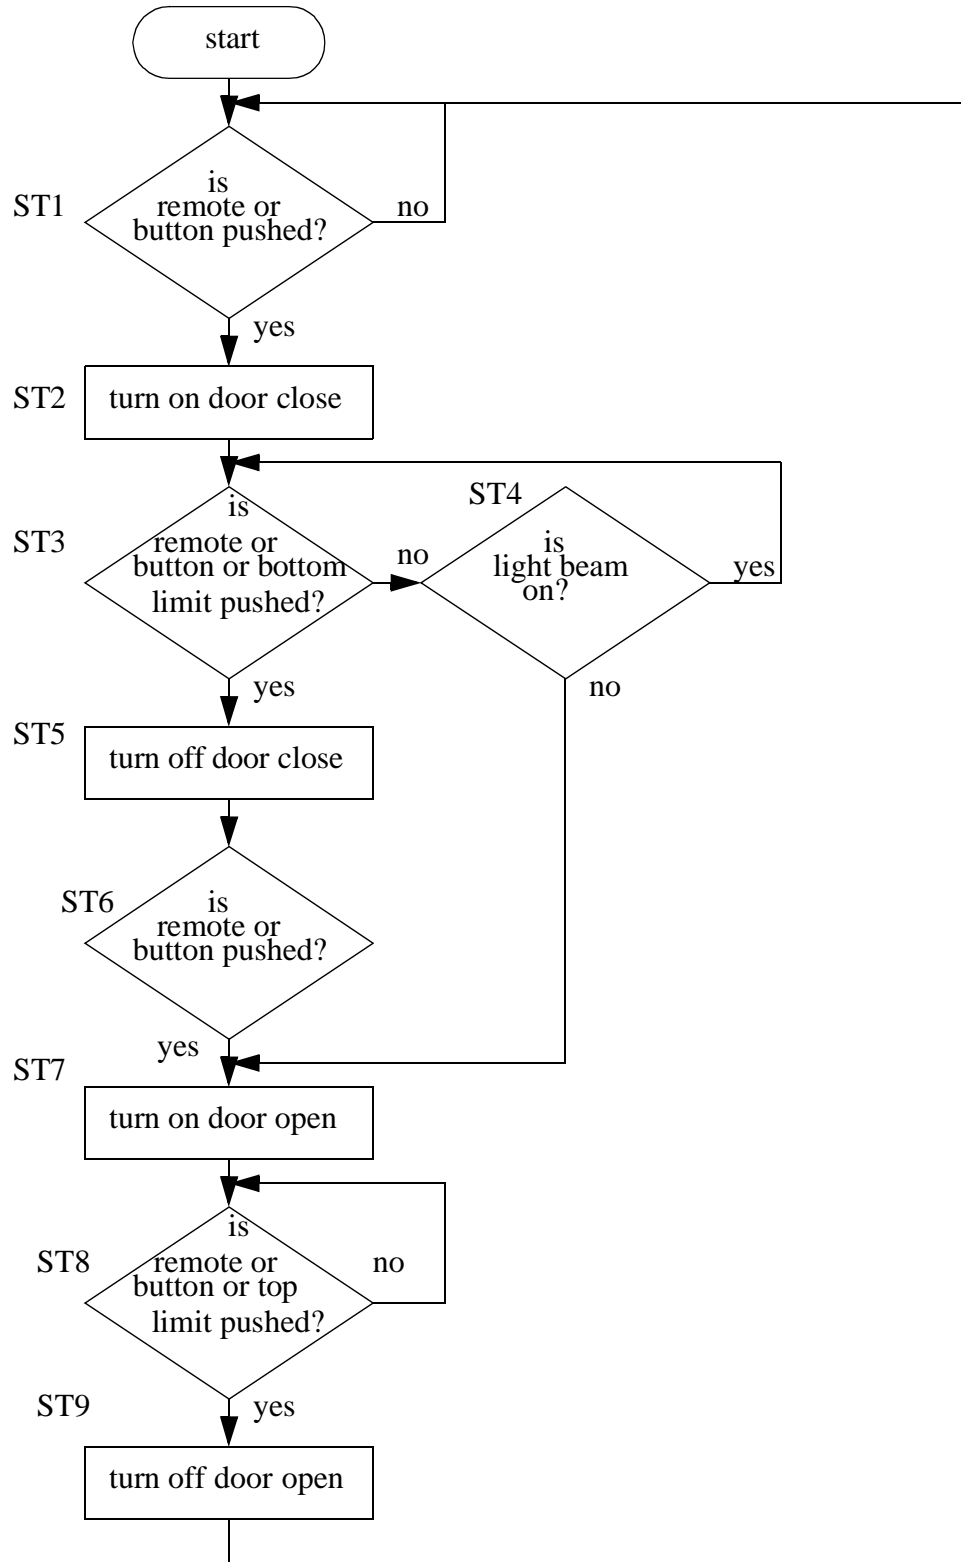 start
ST1
is
remote or
button pushed?
no
yes
ST2
turn on door close
ST3
is
remote or
button or bottom
limit pushed?
no
ST4
is
light beam
on?
yes
no
yes
ST5
turn off door close
ST6
is
remote or
button pushed?
yes
ST7
turn on door open
ST8
is
remote or
button or top
limit pushed?
no
ST9
yes
turn off door open